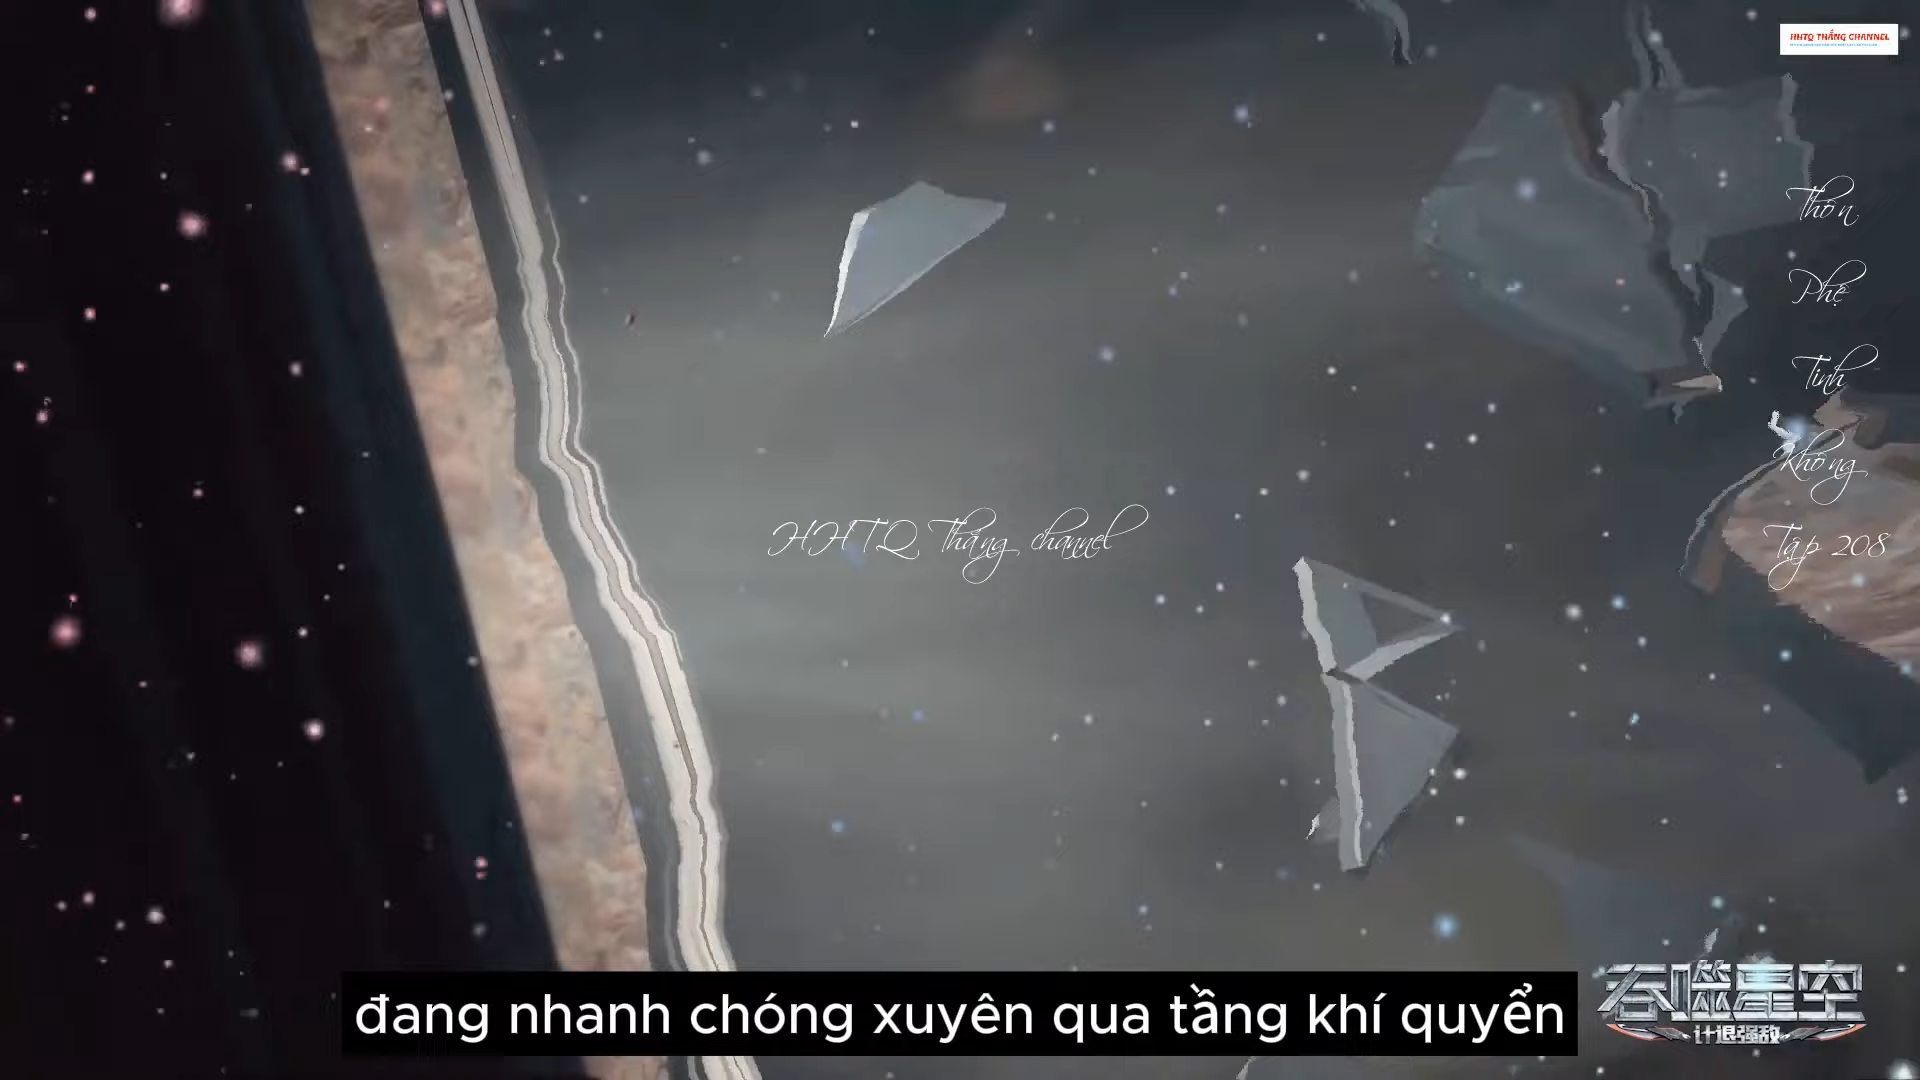 HHTQ THẮNG CHANNEL
Thôn
Phệ
Tinh
Không
Tập 208
HHTQ Thắng channel
đang nhanh chóng xuyên qua tầng khí quyển
吞噬星空
计退强敌